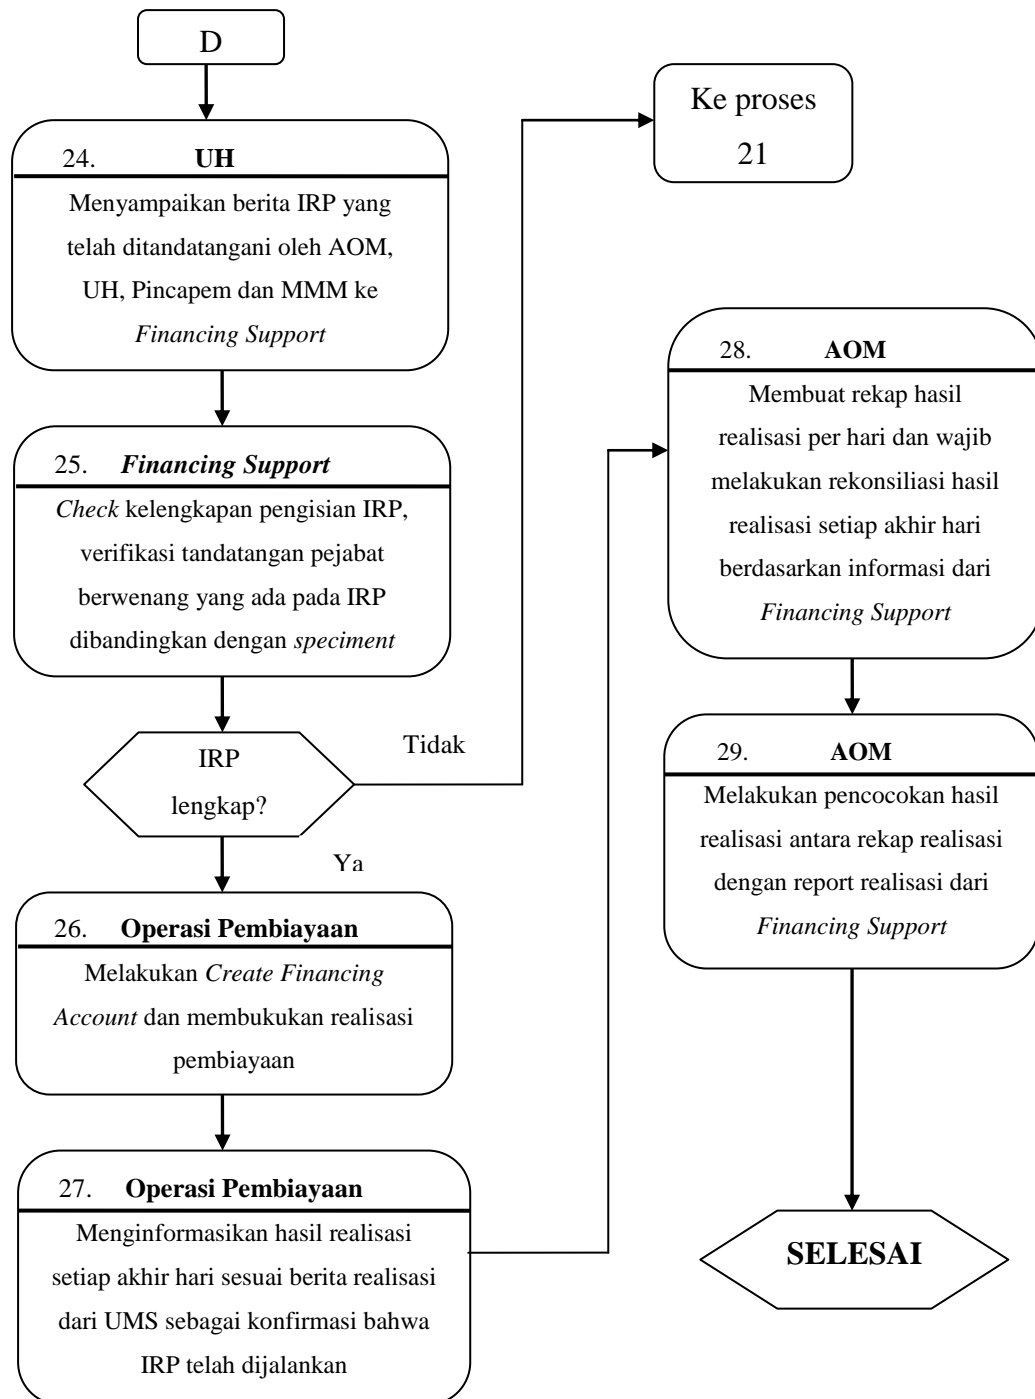 D
24. UH
Menyampaikan berita IRP yang
telah ditandatangani oleh AOM,
UH, Pincapem dan MMM ke
Financing Support
25. Financing Support
Check kelengkapan pengisian IRP,
verifikasi tandatangan pejabat
berwenang yang ada pada IRP
dibandingkan dengan speciment
IRP
lengkap?
Tidak
Ke proses
21
Ya
26. Operasi Pembiayaan
Melakukan Create Financing
Account dan membukukan realisasi
pembiayaan
27. Operasi Pembiayaan
Menginformasikan hasil realisasi
setiap akhir hari sesuai berita realisasi
dari UMS sebagai konfirmasi bahwa
IRP telah dijalankan
28. AOM
Membuat rekap hasil
realisasi per hari dan wajib
melakukan rekonsiliasi hasil
realisasi setiap akhir hari
berdasarkan informasi dari
Financing Support
29. AOM
Melakukan pencocokan hasil
realisasi antara rekap realisasi
dengan report realisasi dari
Financing Support
SELESAI